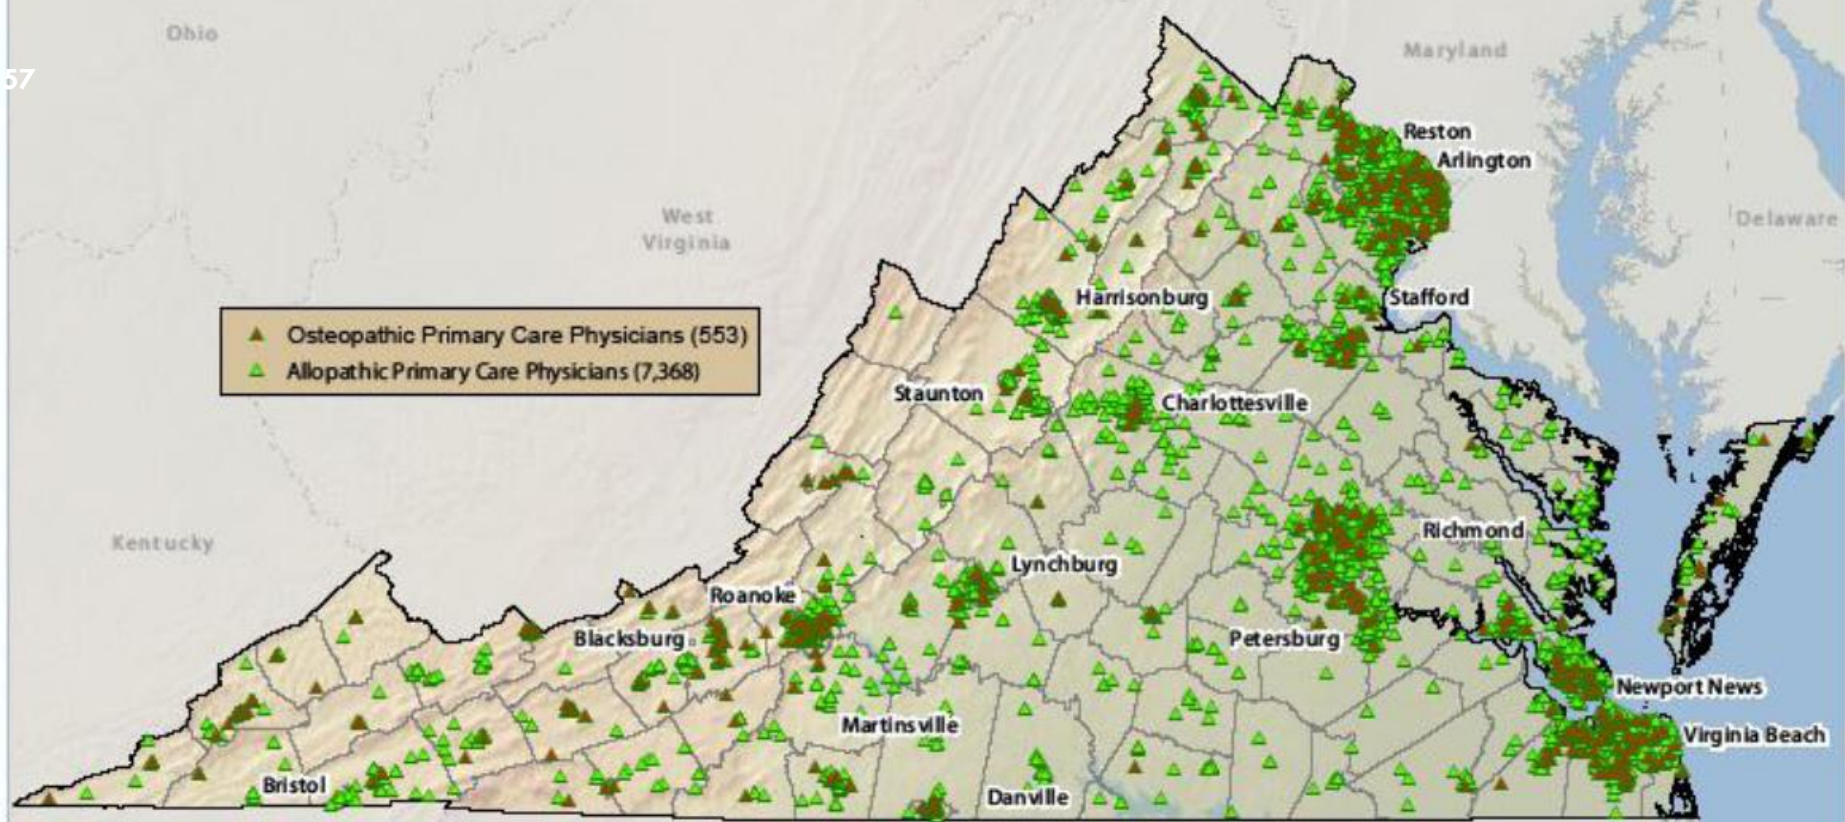 Ohio
Maryland
57
Reston
Arlington
West
Virginia
Delaware
Harrisonburg
Stafford
Osteopathic Primary Care Physicians (553)
Allopathic Primary Care Physicians (7,368)
Staunton
Charlottesville
Kentucky
Richmond
Lynchburg
Roanoke
Blacksburg
Petersburg
Newport News
Martinsville
Virginia Beach
Bristol
Danville